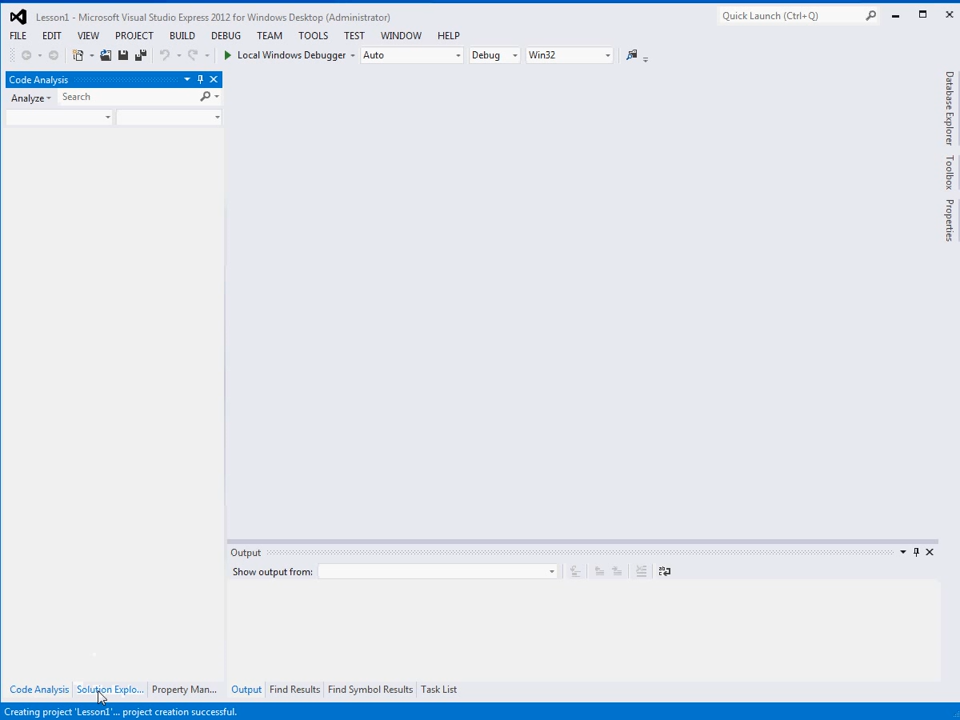 Lesson1 - Microsoft Visual Studio Express 2012 for Windows Desktop (Administrator)
Quick Launch (Ctrl+Q)
FILE EDIT VIEW PROJECT BUILD DEBUG TEAM TOOLS TEST WINDOW HELP
Local Windows Debugger Auto Debug Win32
Code Analysis
Analyze Search
Database Explorer
Toolbox
Properties
Output
Show output from:
Code Analysis Solution Explo... Property Man... Output Find Results Find Symbol Results Task List
Creating project 'Lesson1'... project creation successful.